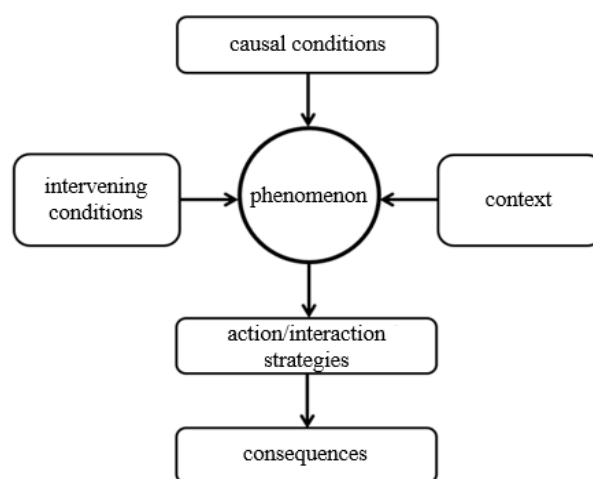 causal conditions
intervening
conditions
phenomenon
context
action/interaction
strategies
consequences